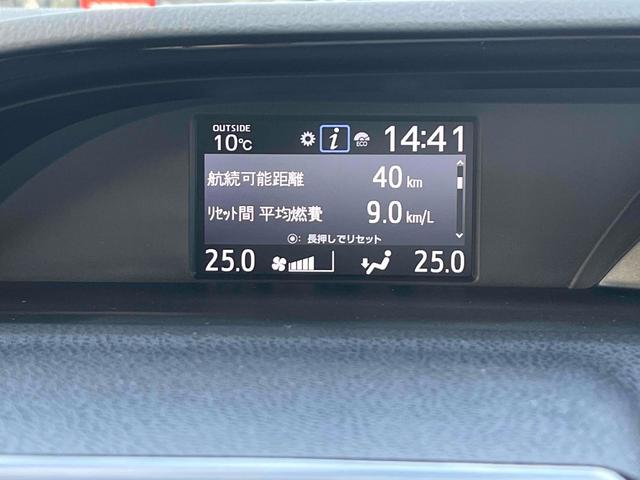 OUTSIDE
10℃ i ECO 14:41
航続可能距離 40 km
ﾘｾｯﾄ間 平均燃費 9.0 km/L
◉: 長押しでリセット
25.0 25.0